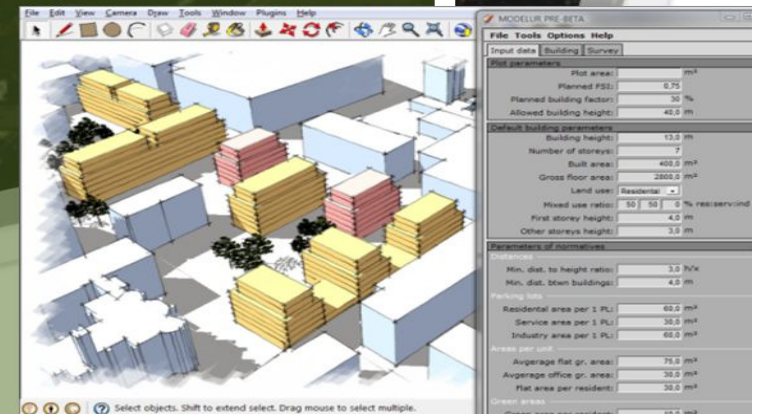 File Edit View Camera Draw Tools Window Plugins Help
Select objects. Shift to extend select. Drag mouse to select multiple.
MODELUR PRE-BETA
File Tools Options Help
Input data Building Survey
Plot parameters
Plot area: m²
Planned FSI: 0,75
Planned building factor: 30 %
Allowed building height: 40,0 m
Default building parameters
Building height: 13,0 m
Number of storeys: 7
Built area: 400,0 m²
Gross floor area: 2800,0 m²
Land use: Residental
Mixed use ratio: 50 50 0 % res:serv:ind
First storey height: 4,0 m
Other storeys height: 3,0 m
Parameters of normatives
Distances
Min. dist. to height ratio: 3,0 h/x
Min. dist. btwn buildings: 4,0 m
Parking lots
Residental area per 1 PL: 60,0 m²
Service area per 1 PL: 30,0 m²
Industry area per 1 PL: 60,0 m²
Areas per unit
Avgerage flat gr. area: 75,0 m²
Avgerage office gr. area: 30,0 m²
Flat area per resident: 30,0 m²
Green areas